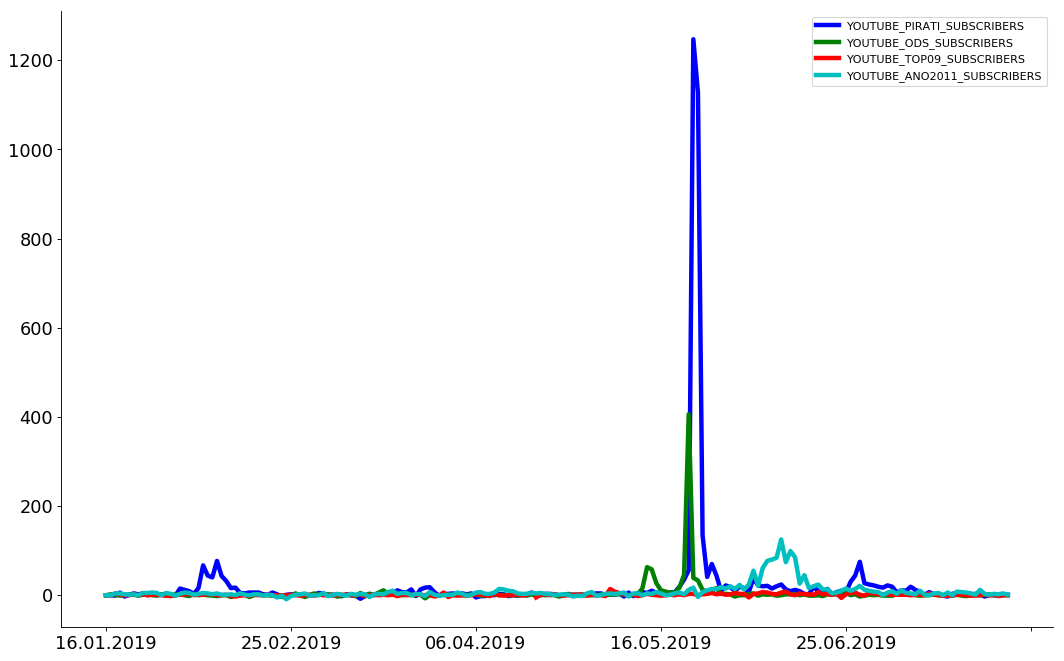 YOUTUBE_PIRATI_SUBSCRIBERS
YOUTUBE_ODS_SUBSCRIBERS
YOUTUBE_TOP09_SUBSCRIBERS
YOUTUBE_ANO2011_SUBSCRIBERS
1200
1000
800
600
400
200
0
16.01.2019 25.02.2019 06.04.2019 16.05.2019 25.06.2019